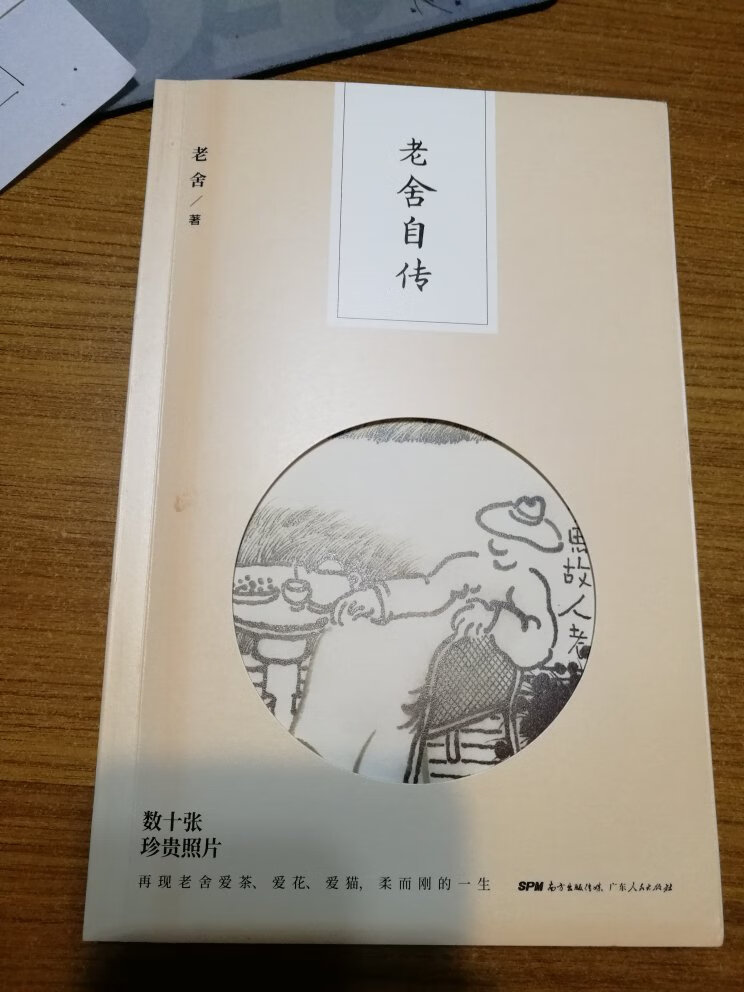 老舍自传
老舍/著
思故人老
数十张
珍贵照片
再现老舍爱茶、爱花、爱猫,柔而刚的一生
SPM 南方出版传媒 广东人民出版社